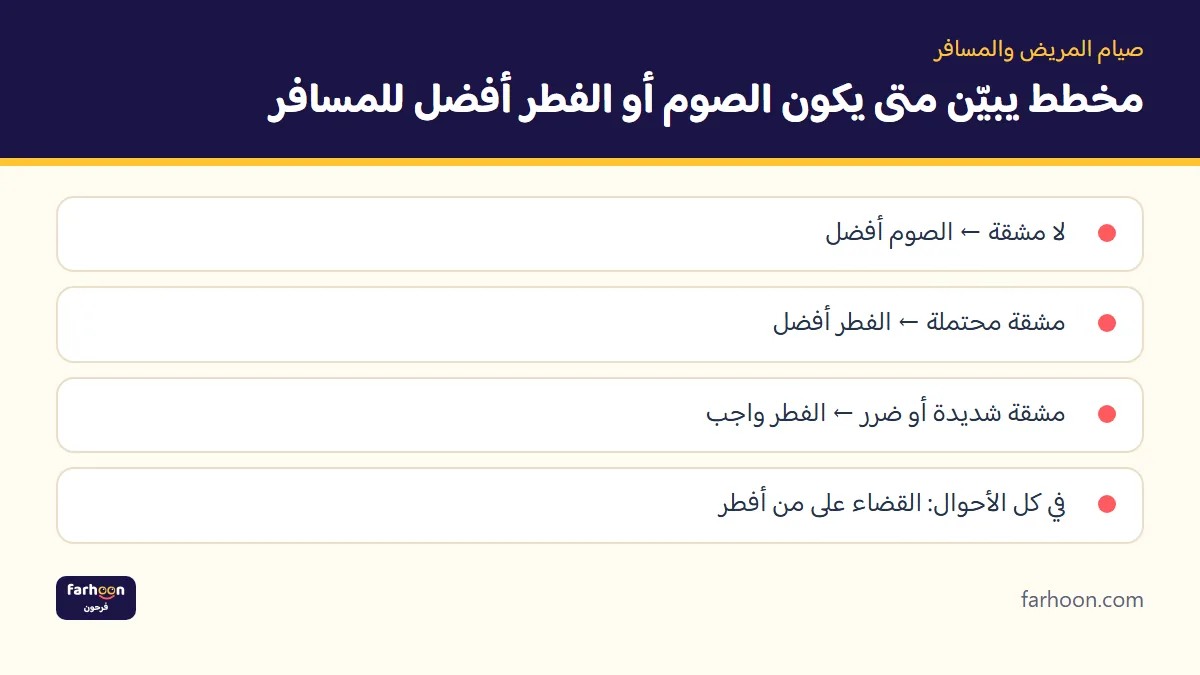 صيام المريض والمسافر
مخطط يبيّن متى يكون الصوم أو الفطر أفضل للمسافر
لا مشقة ← الصوم أفضل
مشقة محتملة ← الفطر أفضل
مشقة شديدة أو ضرر ← الفطر واجب
في كل الأحوال: القضاء على من أفطر
farhoon.com
farhoon
فرحون